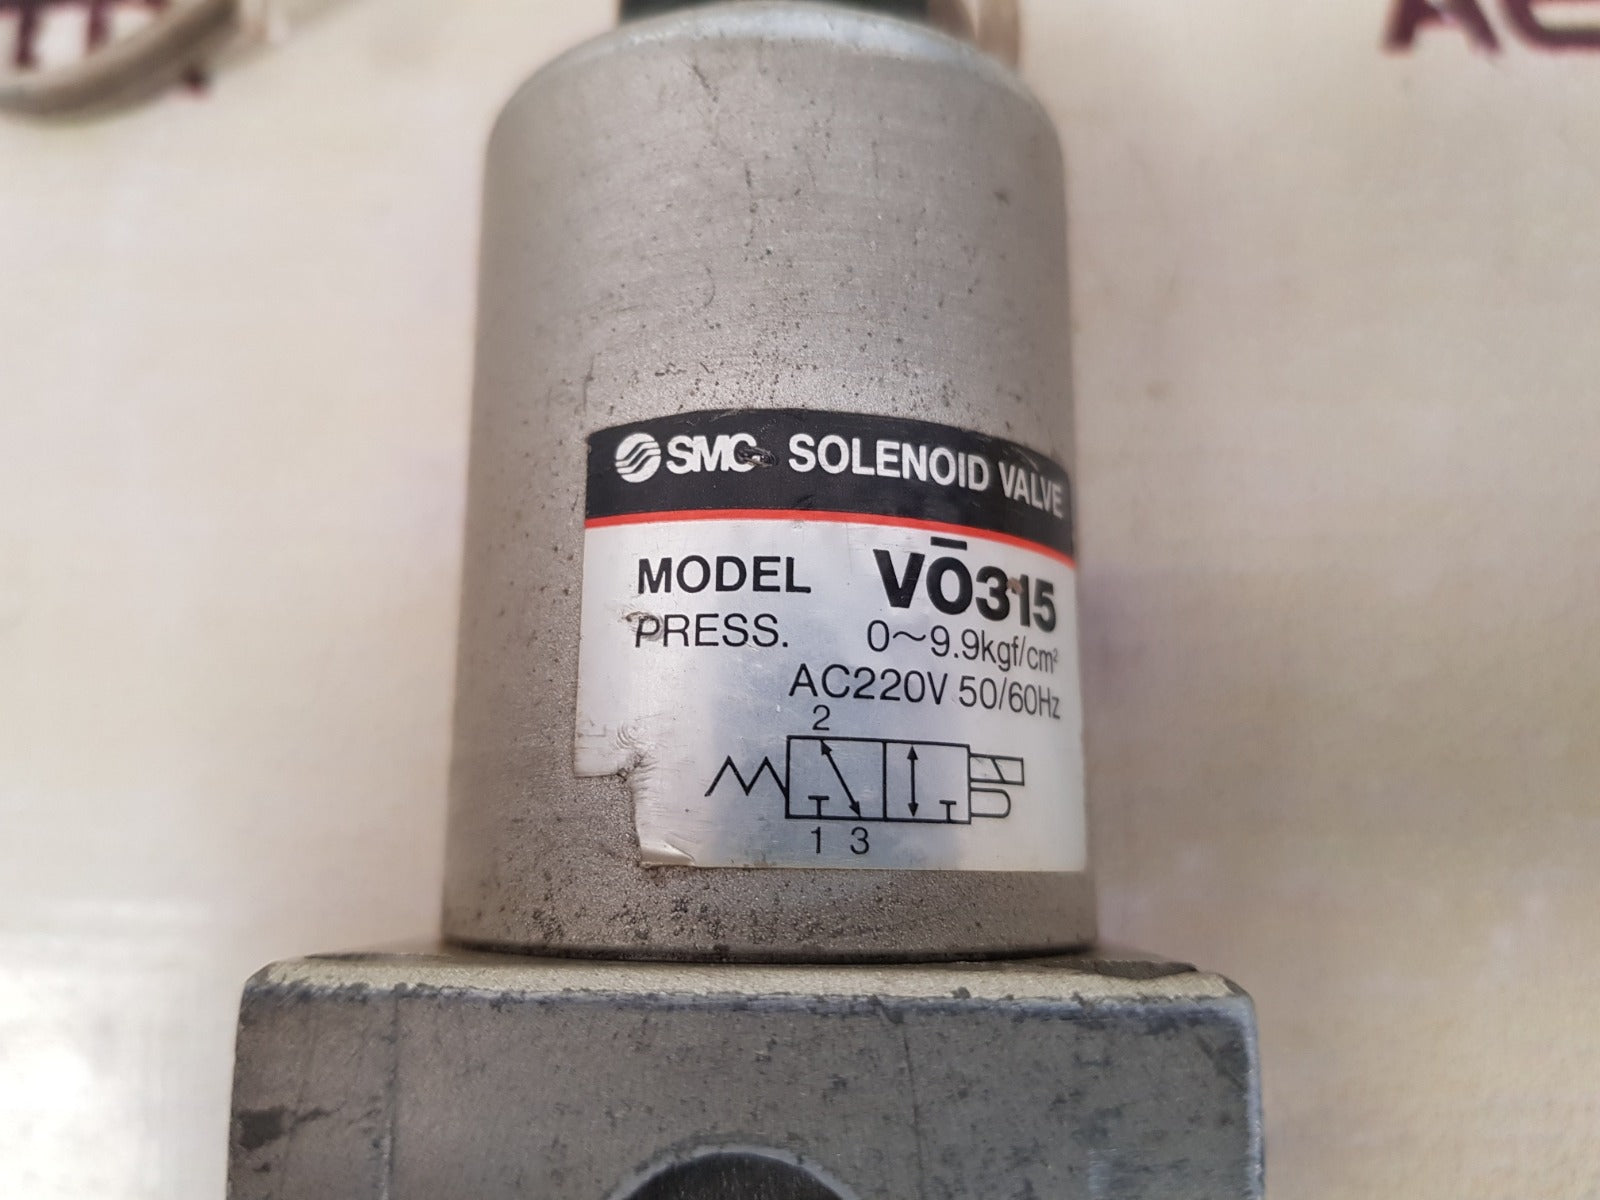 SMC SOLENOID VALVE
MODEL VŌ315
PRESS. 0~9.9kgf/cm²
AC220V 50/60Hz
2
1 3